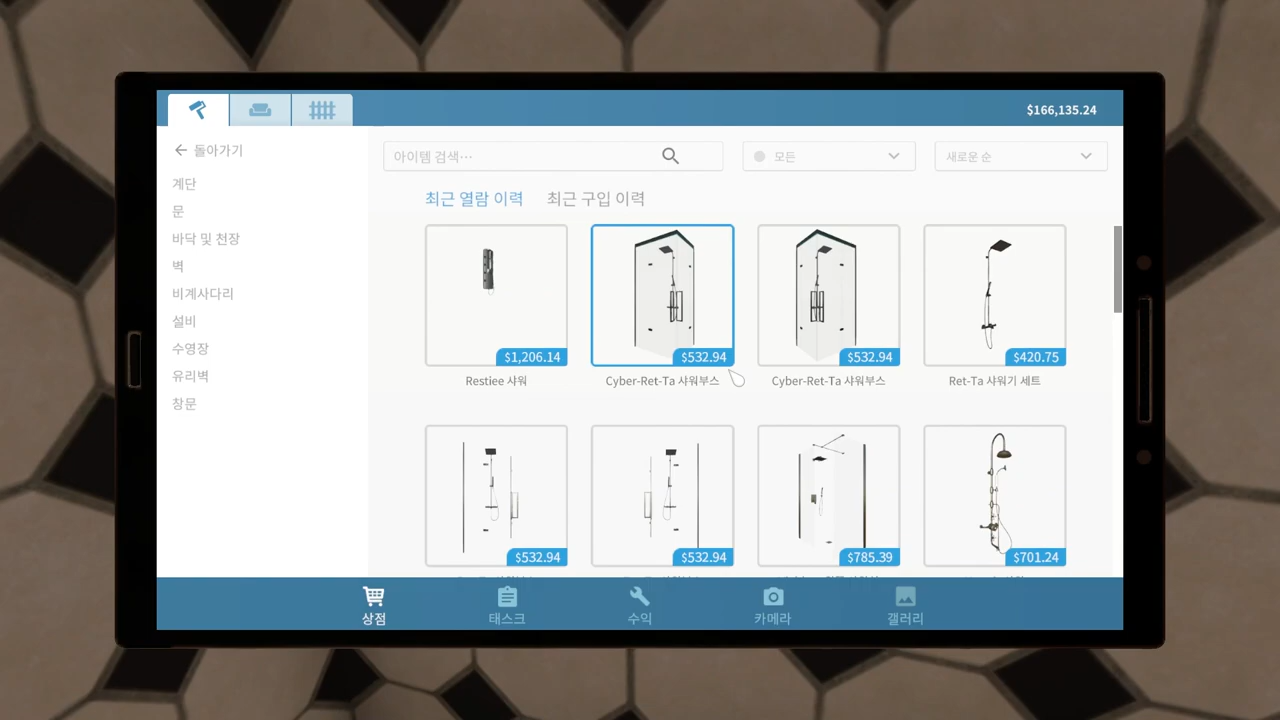 $166,135.24
돌아가기
계단
문
바닥 및 천장
벽
비계사다리
설비
수영장
유리벽
창문
아이템 검색…
모든
새로운 순
최근 열람 이력
최근 구입 이력
$1,206.14
$532.94
$532.94
$420.75
Restiee 샤워
Cyber-Ret-Ta 샤워부스
Cyber-Ret-Ta 샤워부스
Ret-Ta 샤워기 세트
$532.94
$532.94
$785.39
$701.24
상점
태스크
수익
카메라
갤러리